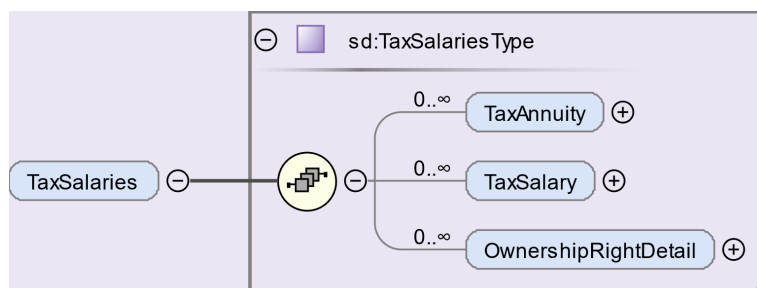 sd:TaxSalariesType
0..∞
TaxAnnuity
0..∞
TaxSalaries
TaxSalary
0..∞
OwnershipRightDetail